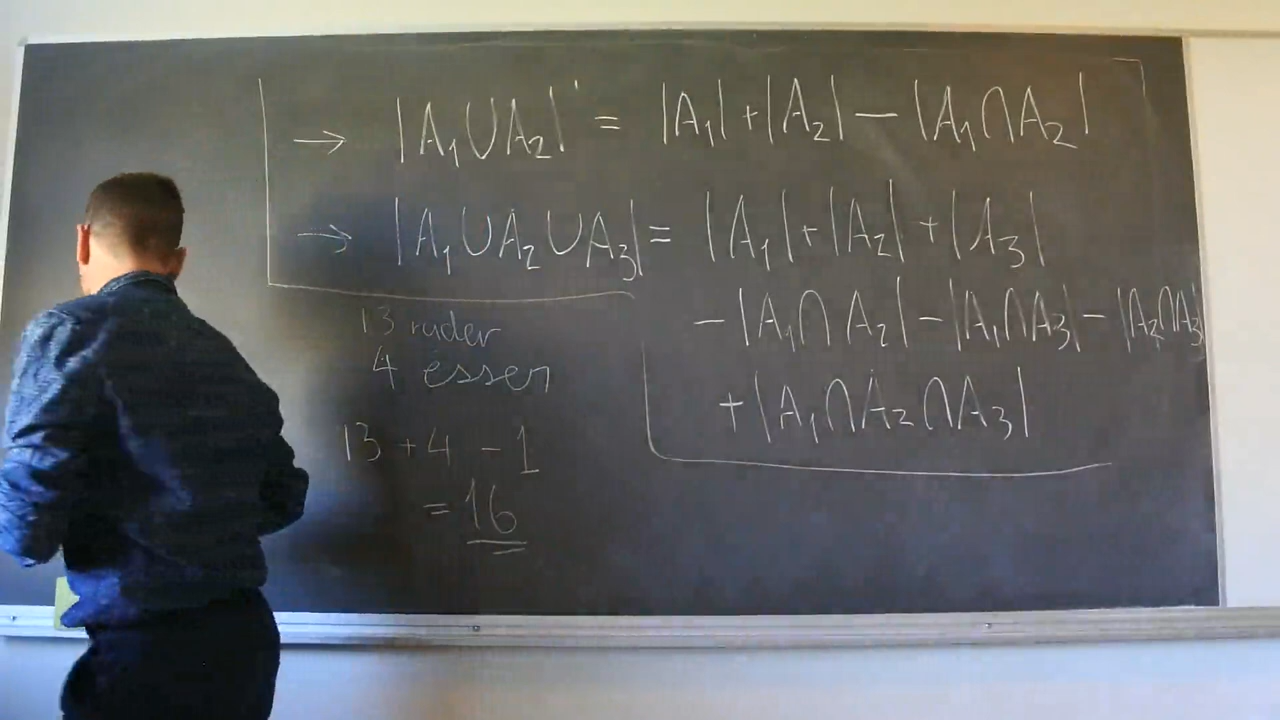 → |A₁∪A₂| = |A₁|+|A₂|−|A₁∩A₂|
→ |A₁∪A₂∪A₃| = |A₁|+|A₂|+|A₃|
−|A₁∩A₂|−|A₁∩A₃|−|A₂∩A₃|
+|A₁∩A₂∩A₃|
13 ruder
4 esser
13+4−1
=16